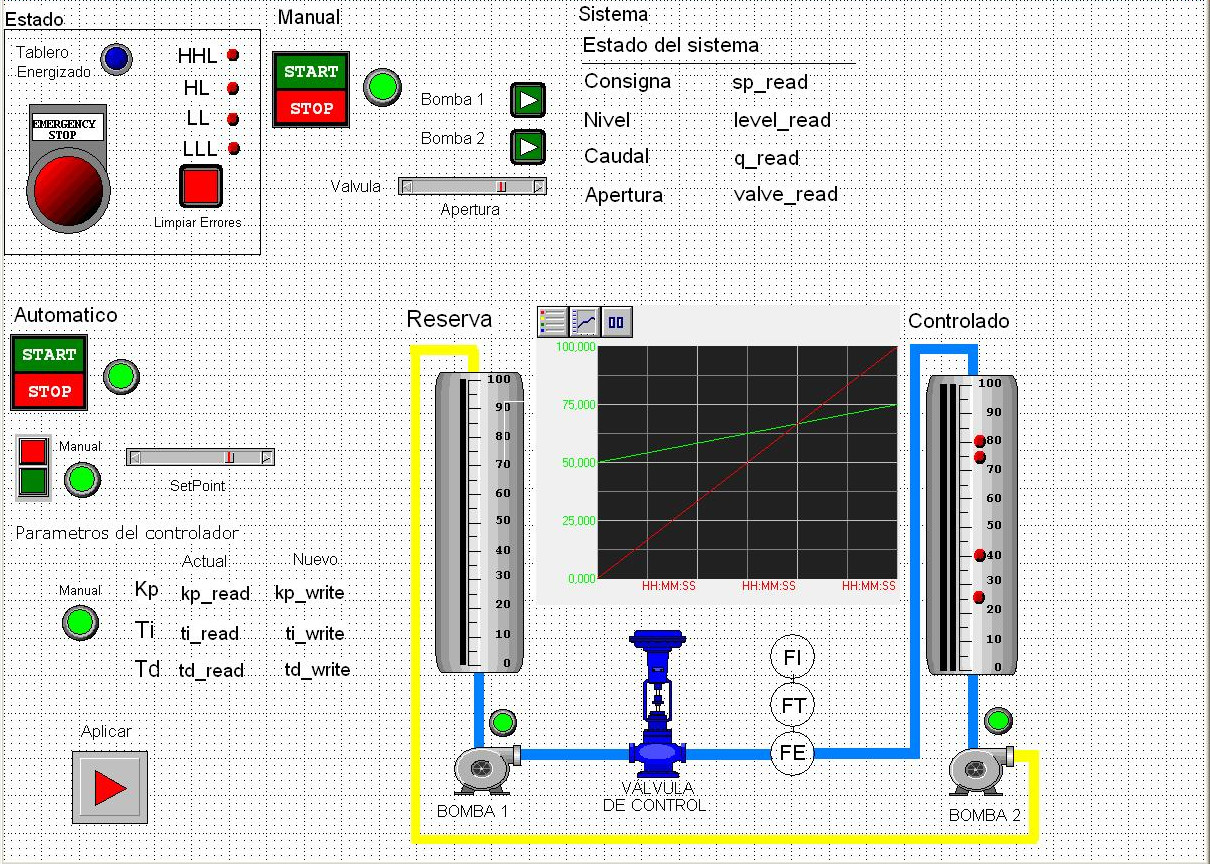 Estado
Tablero
Energizado
HHL
HL
LL
LLL
EMERGENCY
STOP
Limpiar Errores
Manual
START
STOP
Bomba 1
Bomba 2
Valvula
Apertura
Sistema
Estado del sistema
Consigna sp_read
Nivel level_read
Caudal q_read
Apertura valve_read
Automatico
START
STOP
Manual
SetPoint
Parametros del controlador
Actual Nuevo
Manual
Kp kp_read kp_write
Ti ti_read ti_write
Td td_read td_write
Aplicar
Reserva
100
90
80
70
60
50
40
30
20
10
0
100,000
75,000
50,000
25,000
0,000
HH:MM:SS HH:MM:SS HH:MM:SS
Controlado
100
90
80
70
60
50
40
30
20
10
0
FI
FT
FE
BOMBA 1
VALVULA
DE CONTROL
BOMBA 2